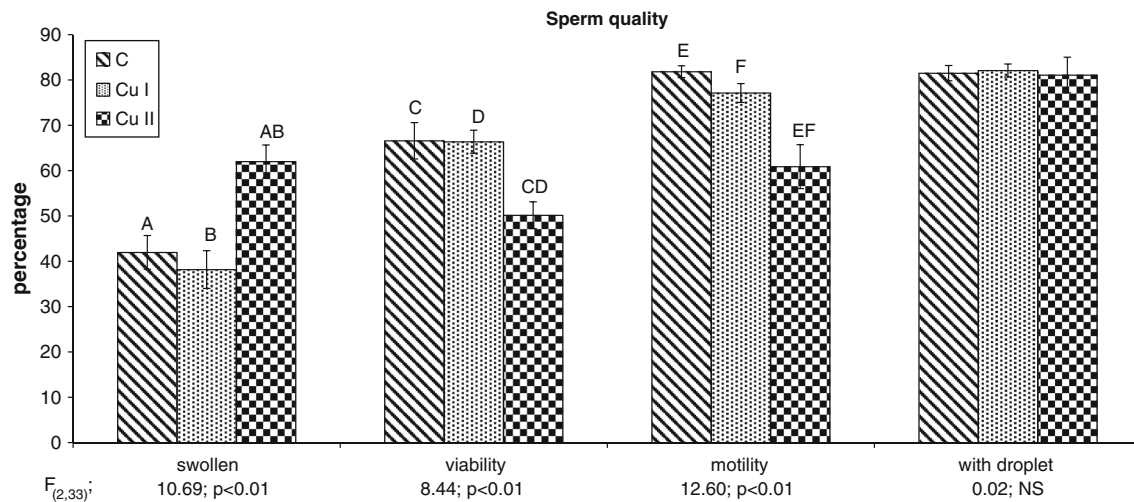 Sperm quality
90
80
70
60
50
40
30
20
10
0
percentage
C
Cu I
Cu II
A
B
AB
C
D
CD
E
F
EF
swollen
viability
motility
with droplet
F(2,33);
10.69; p<0.01
8.44; p<0.01
12.60; p<0.01
0.02; NS